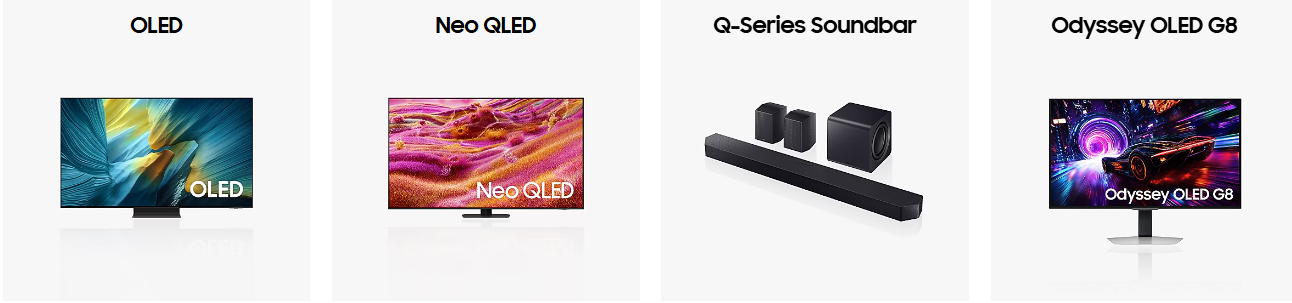 OLED
Neo QLED
Q-Series Soundbar
Odyssey OLED G8
OLED
Neo QLED
Odyssey OLED G8